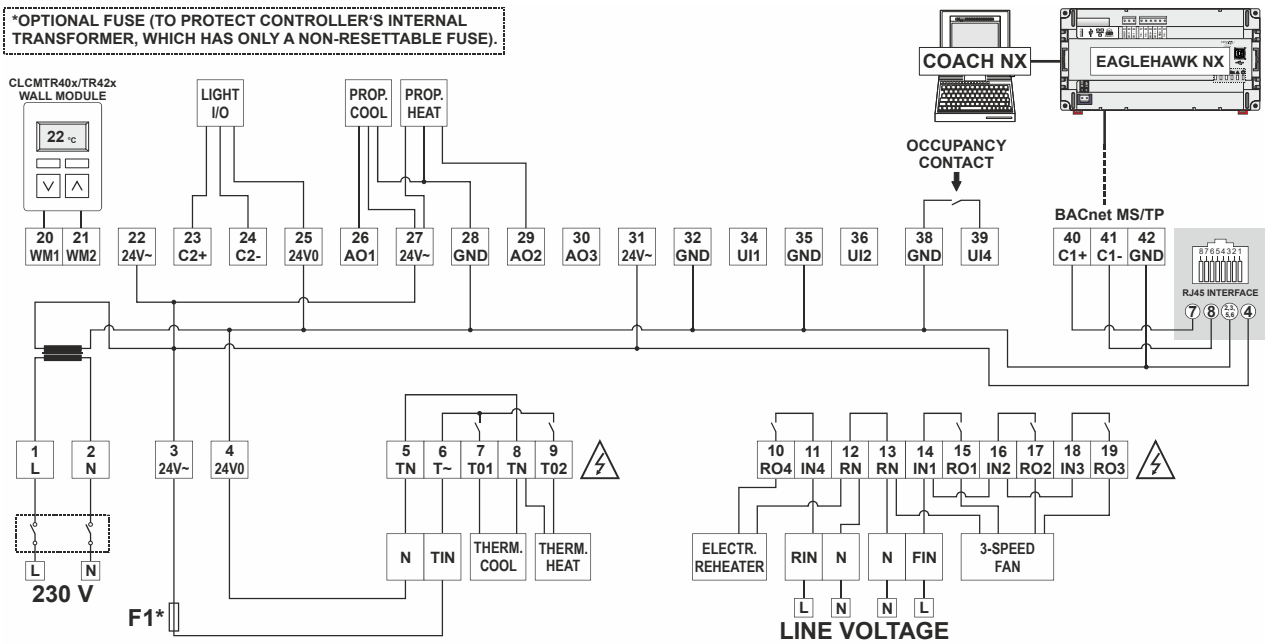 *OPTIONAL FUSE (TO PROTECT CONTROLLER'S INTERNAL
TRANSFORMER, WHICH HAS ONLY A NON-RESETTABLE FUSE).
COACH NX
EAGLEHAWK NX
CLCMTR40x/TR42x
WALL MODULE
22 °C
LIGHT
I/O
PROP.
COOL
PROP.
HEAT
OCCUPANCY
CONTACT
BACnet MS/TP
20
WM1
21
WM2
22
24V~
23
C2+
24
C2-
25
24V0
26
AO1
27
24V~
28
GND
29
AO2
30
AO3
31
24V~
32
GND
34
UI1
35
GND
36
UI2
38
GND
39
UI4
40
C1+
41
C1-
42
GND
87654321
RJ45 INTERFACE
7
8
2,3,
5,6
4
1
L
2
N
3
24V~
4
24V0
5
TN
6
T~
7
T01
8
TN
9
T02
10
RO4
11
IN4
12
RN
13
RN
14
IN1
15
RO1
16
IN2
17
RO2
18
IN3
19
RO3
N
TIN
THERM.
COOL
THERM.
HEAT
ELECTR.
REHEATER
RIN
N
N
FIN
3-SPEED
FAN
L
N
230 V
F1*
L
N
N
L
LINE VOLTAGE